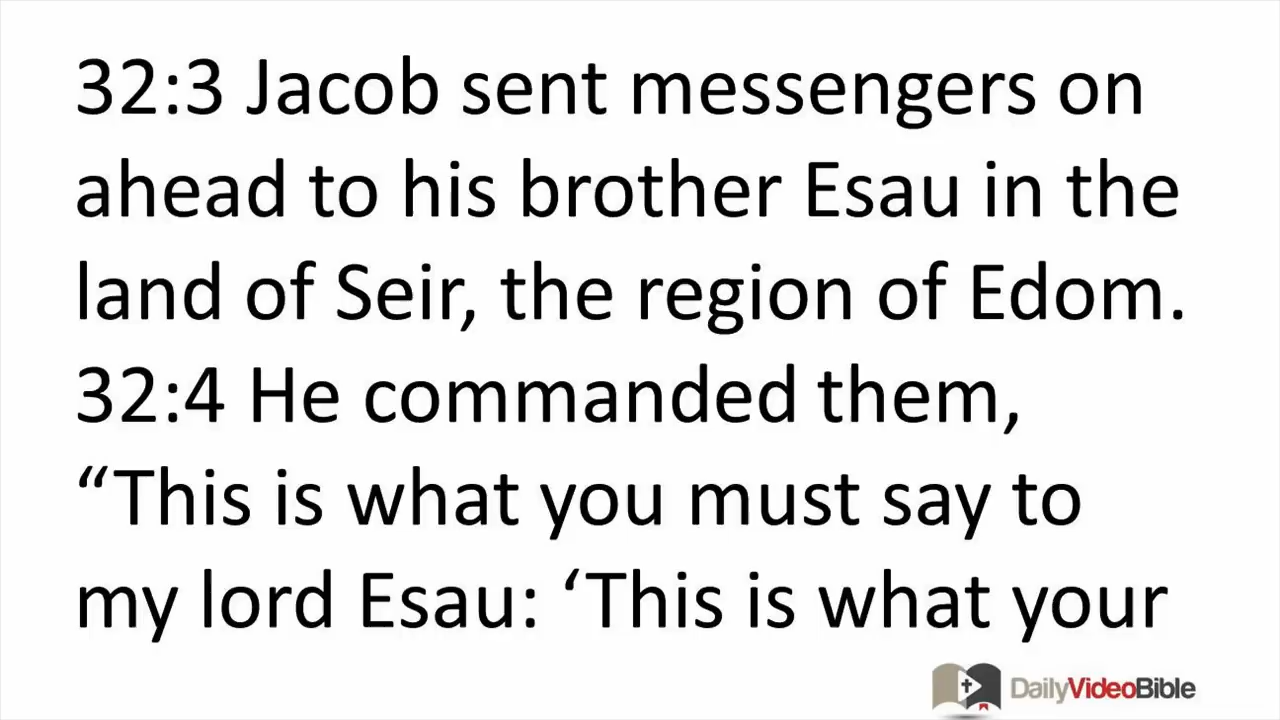 32:3 Jacob sent messengers on
ahead to his brother Esau in the
land of Seir, the region of Edom.
32:4 He commanded them,
“This is what you must say to
my lord Esau: ‘This is what your
DailyVideoBible